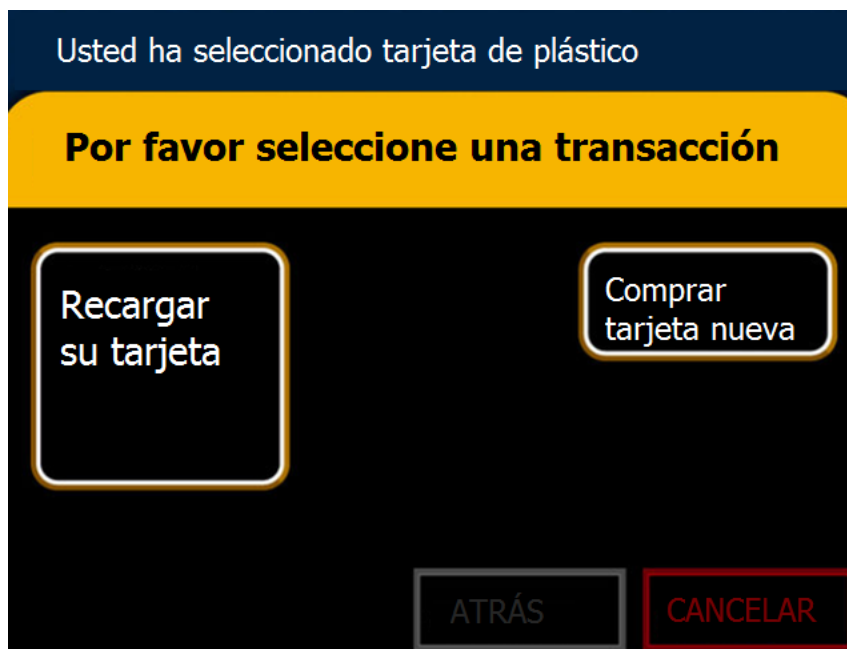 Usted ha seleccionado tarjeta de plástico
Por favor seleccione una transacción
Recargar
su tarjeta
Comprar
tarjeta nueva
ATRÁS
CANCELAR